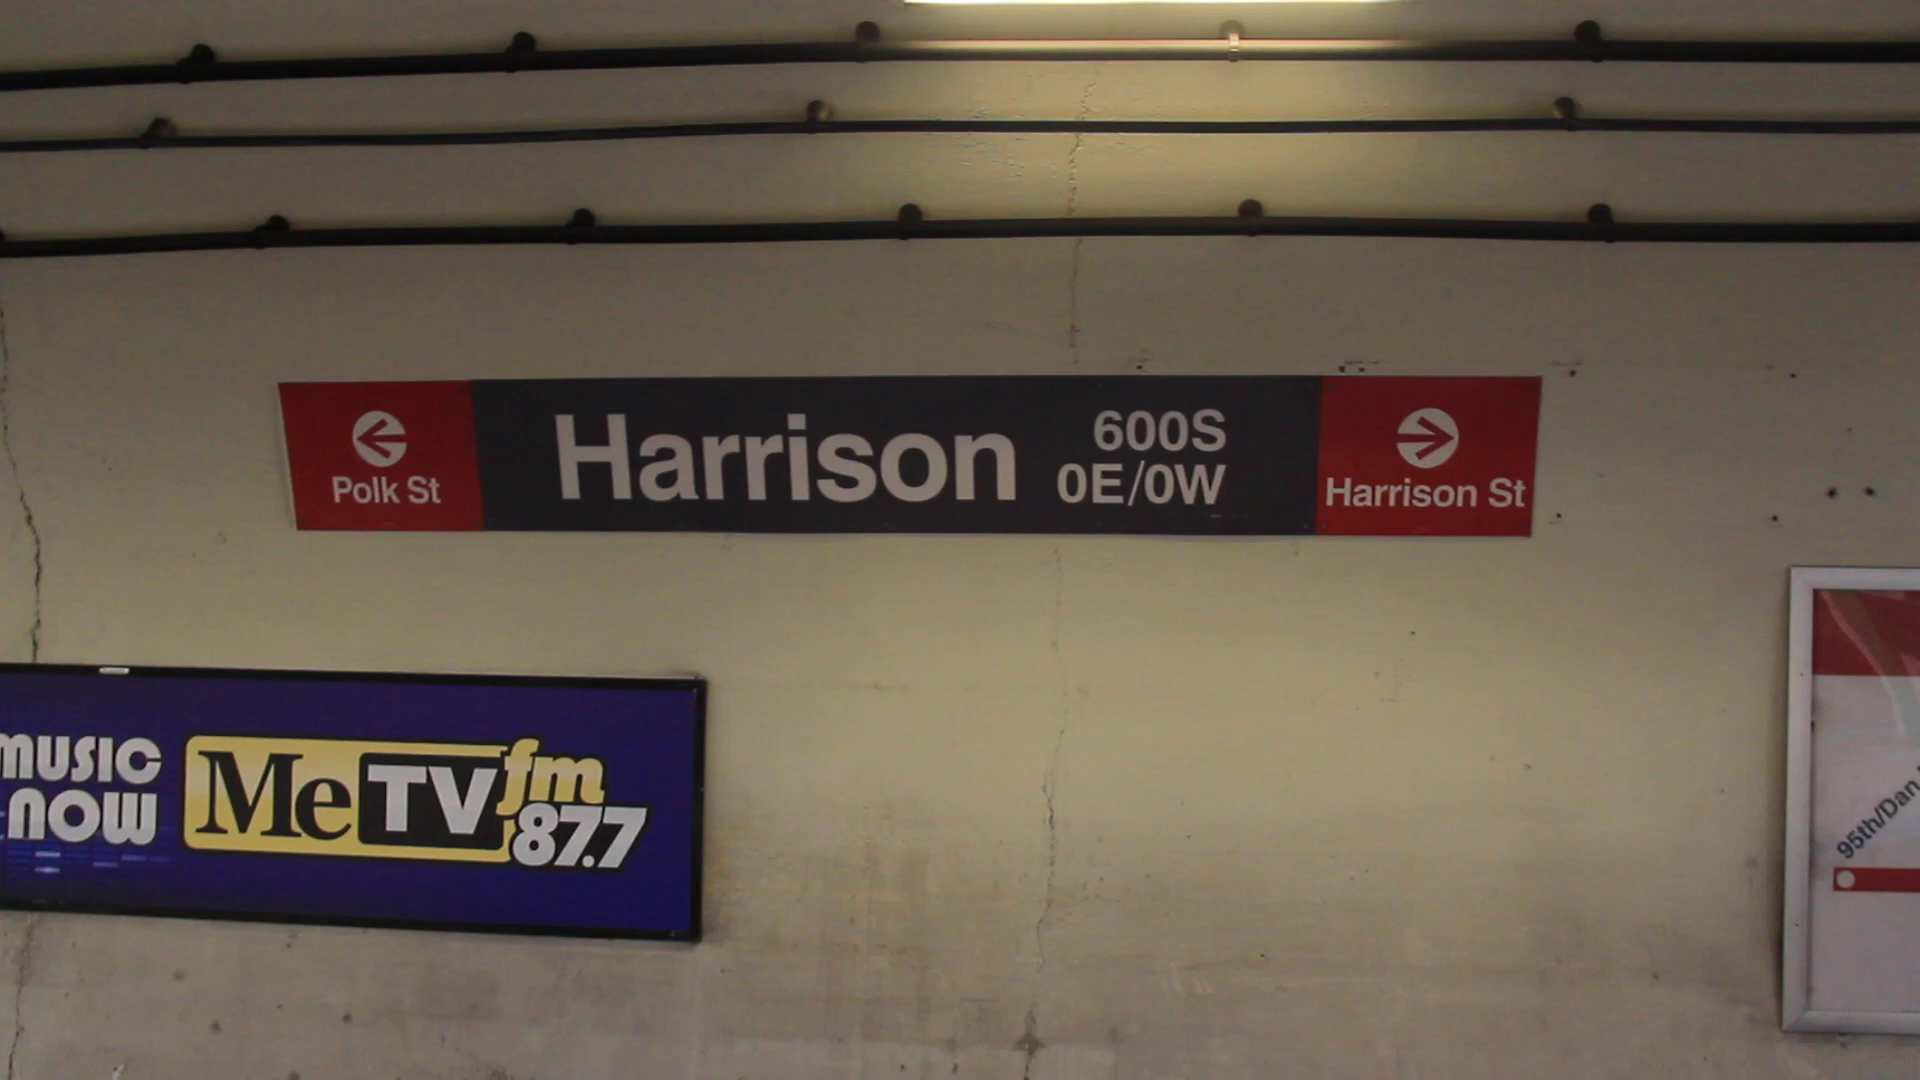 Polk St
Harrison
600S
0E/0W
Harrison St
MUSIC
NOW
MeTV fm
87.7
95th/Dan